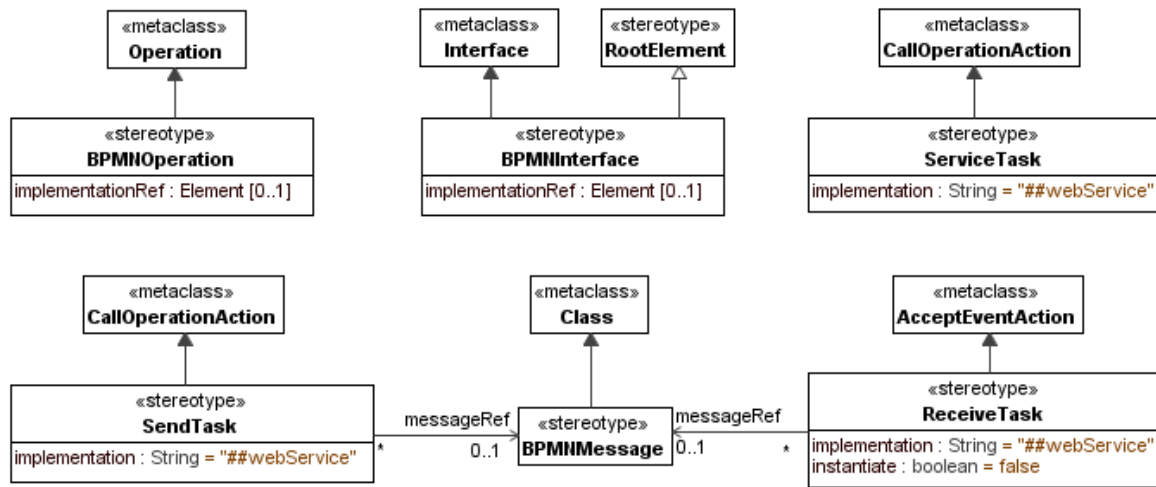 «metaclass»
Operation
«metaclass»
Interface
«stereotype»
RootElement
«metaclass»
CallOperationAction
«stereotype»
BPMNOperation
implementationRef : Element [0..1]
«stereotype»
BPMNInterface
implementationRef : Element [0..1]
«stereotype»
ServiceTask
implementation : String = "##webService"
«metaclass»
CallOperationAction
«metaclass»
Class
«metaclass»
AcceptEventAction
«stereotype»
SendTask
implementation : String = "##webService"
messageRef
*
0..1
«stereotype»
BPMNMessage
messageRef
0..1
*
«stereotype»
ReceiveTask
implementation : String = "##webService"
instantiate : boolean = false